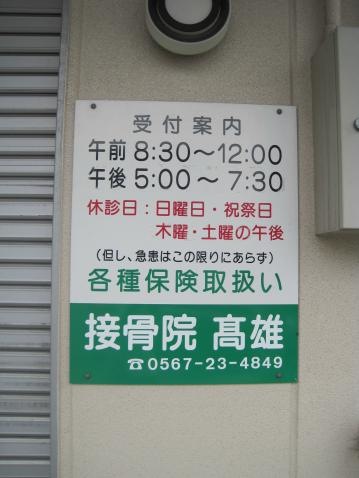 受付案内
午前 8:30～12:00
午後 5:00～ 7:30
休診日：日曜日・祝祭日
木曜・土曜の午後
（但し、急患はこの限りにあらず）
各種保険取扱い
接骨院 髙雄
☎0567-23-4849